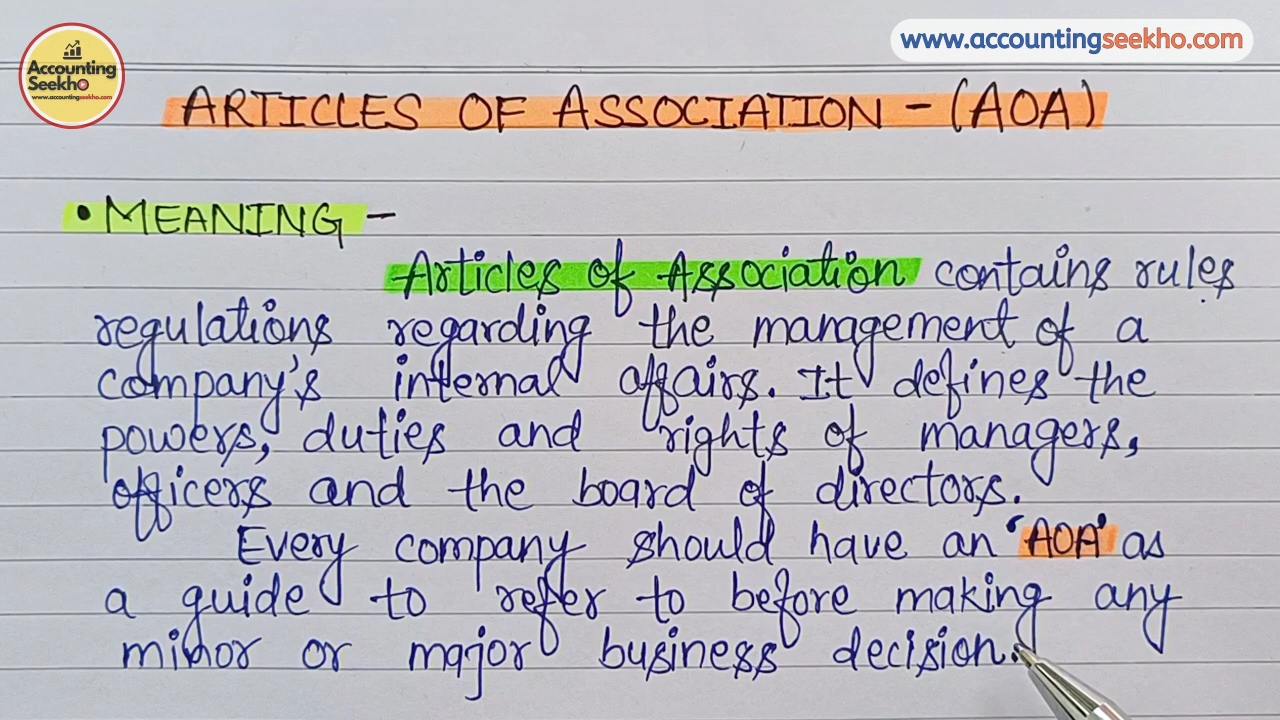 Accounting
Seekho
www.accountingseekho.com
www.accountingseekho.com
ARTICLES OF ASSOCIATION - (AOA)
• MEANING -
Articles of Association contains rules
regulations regarding the management of a
company's internal affairs. It defines the
powers, duties and rights of managers,
officers and the board of directors.
Every company should have an 'AOA' as
a guide to refer to before making any
minor or major business decision.